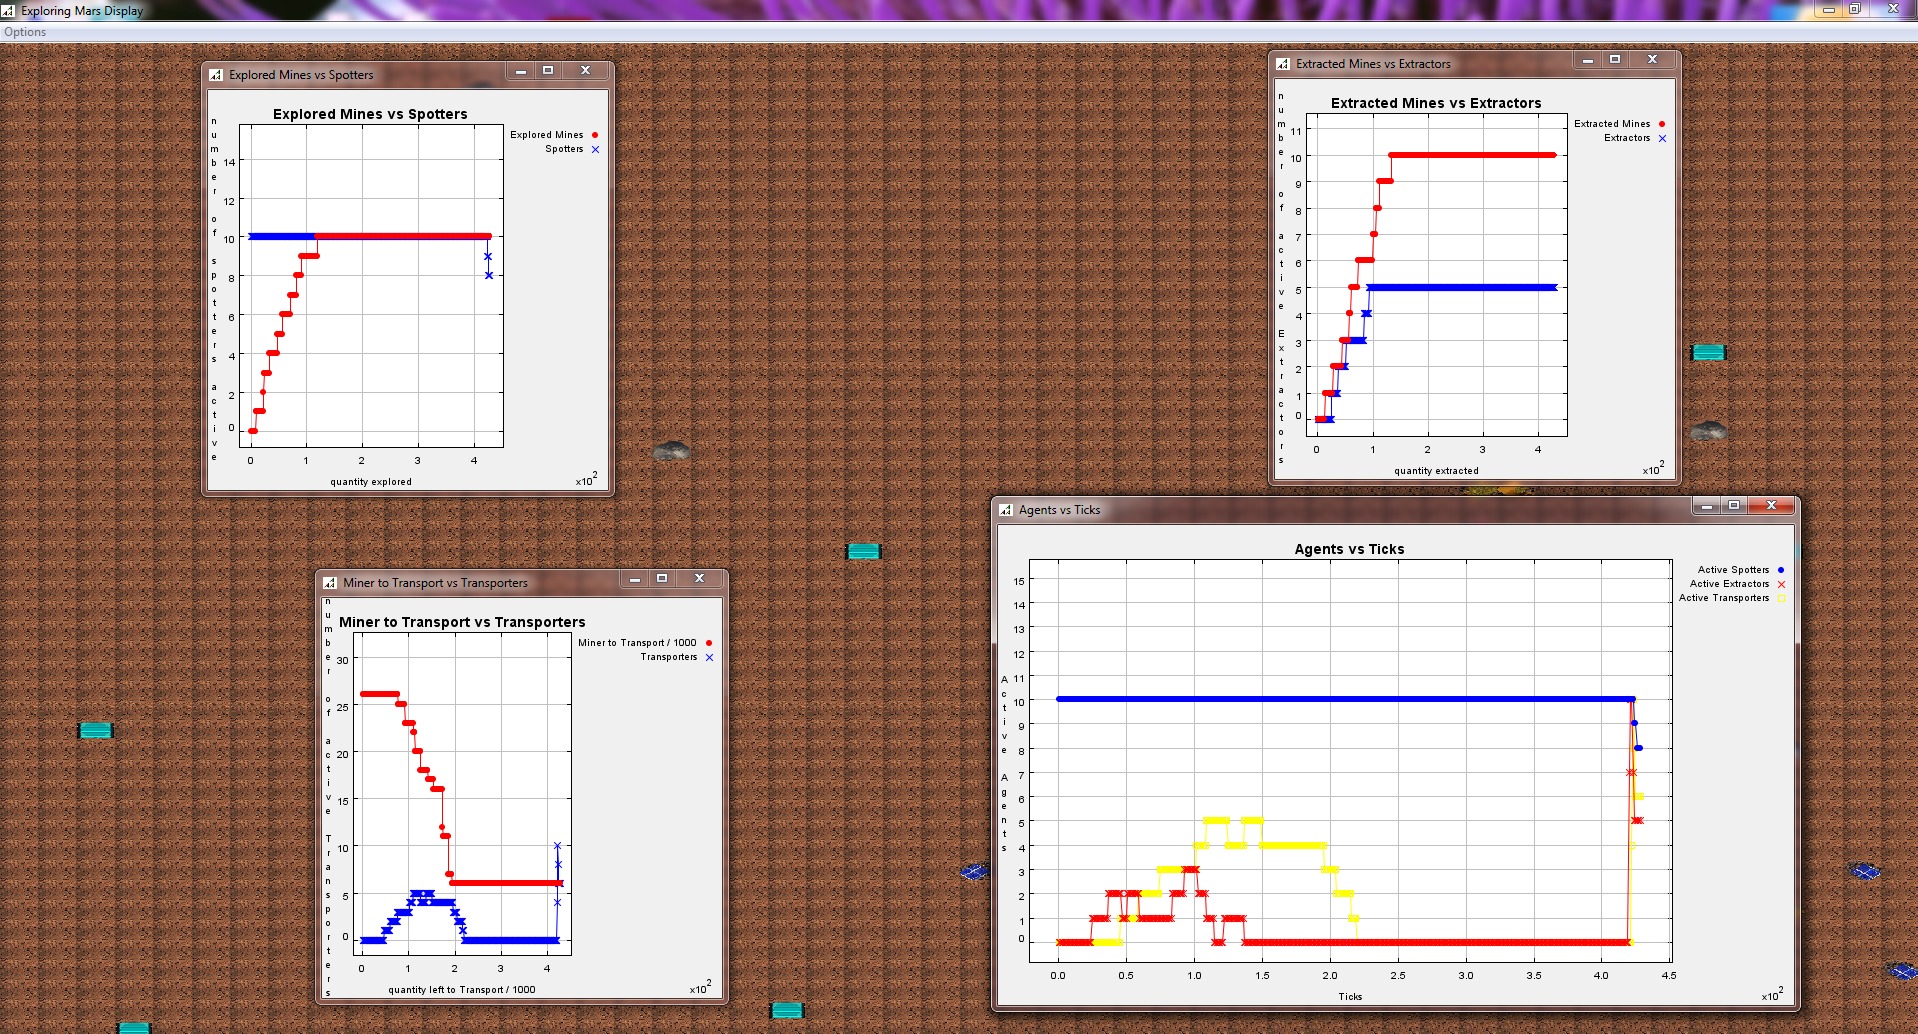 Exploring Mars Display
Options
Explored Mines vs Spotters
Explored Mines vs Spotters
Explored Mines
Spotters
number of spotters active
14
12
10
8
6
4
2
0
0 1 2 3 4
quantity explored
x10^2
Extracted Mines vs Extractors
Extracted Mines vs Extractors
Extracted Mines
Extractors
number of active Extractors
11
10
9
8
7
6
5
4
3
2
1
0
0 1 2 3 4
quantity extracted
x10^2
Miner to Transport vs Transporters
Miner to Transport vs Transporters
Miner to Transport / 1000
Transporters
number of active Transporters
30
25
20
15
10
5
0
0 1 2 3 4
quantity left to Transport / 1000
x10^2
Agents vs Ticks
Agents vs Ticks
Active Spotters
Active Extractors
Active Transporters
Active Agents
15
14
13
12
11
10
9
8
7
6
5
4
3
2
1
0
0.0 0.5 1.0 1.5 2.0 2.5 3.0 3.5 4.0 4.5
Ticks
x10^2